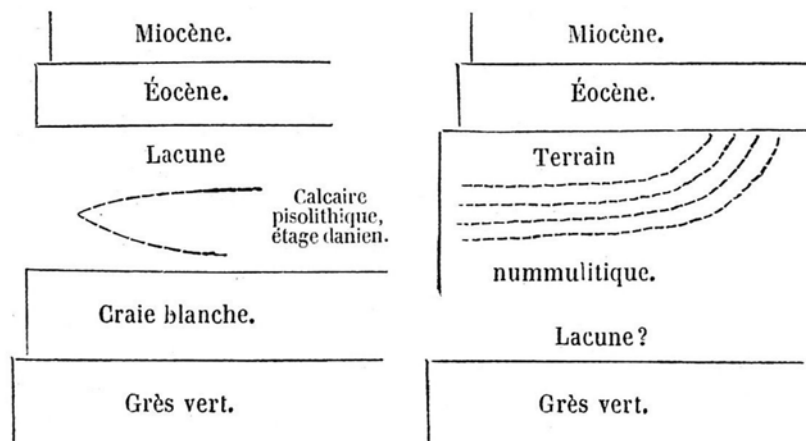 Miocène.
Éocène.
Lacune
Calcaire
pisolithique,
étage danien.
Craie blanche.
Grès vert.
Miocène.
Éocène.
Terrain
nummulitique.
Lacune?
Grès vert.